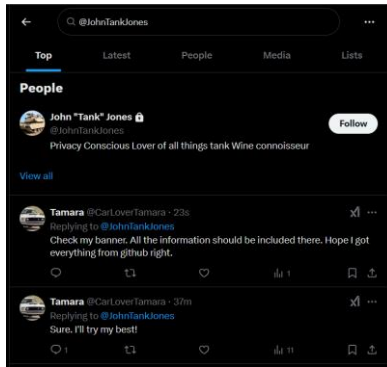 @JohnTankJones
Top Latest People Media Lists
People
John "Tank" Jones
@JohnTankJones
Follow
Privacy Conscious Lover of all things tank Wine connoisseur
View all
Tamara @CarLoverTamara · 23s
Replying to @JohnTankJones
Check my banner. All the information should be included there. Hope I got
everything from github right.
1
Tamara @CarLoverTamara · 37m
Replying to @JohnTankJones
Sure. I'll try my best!
1 11